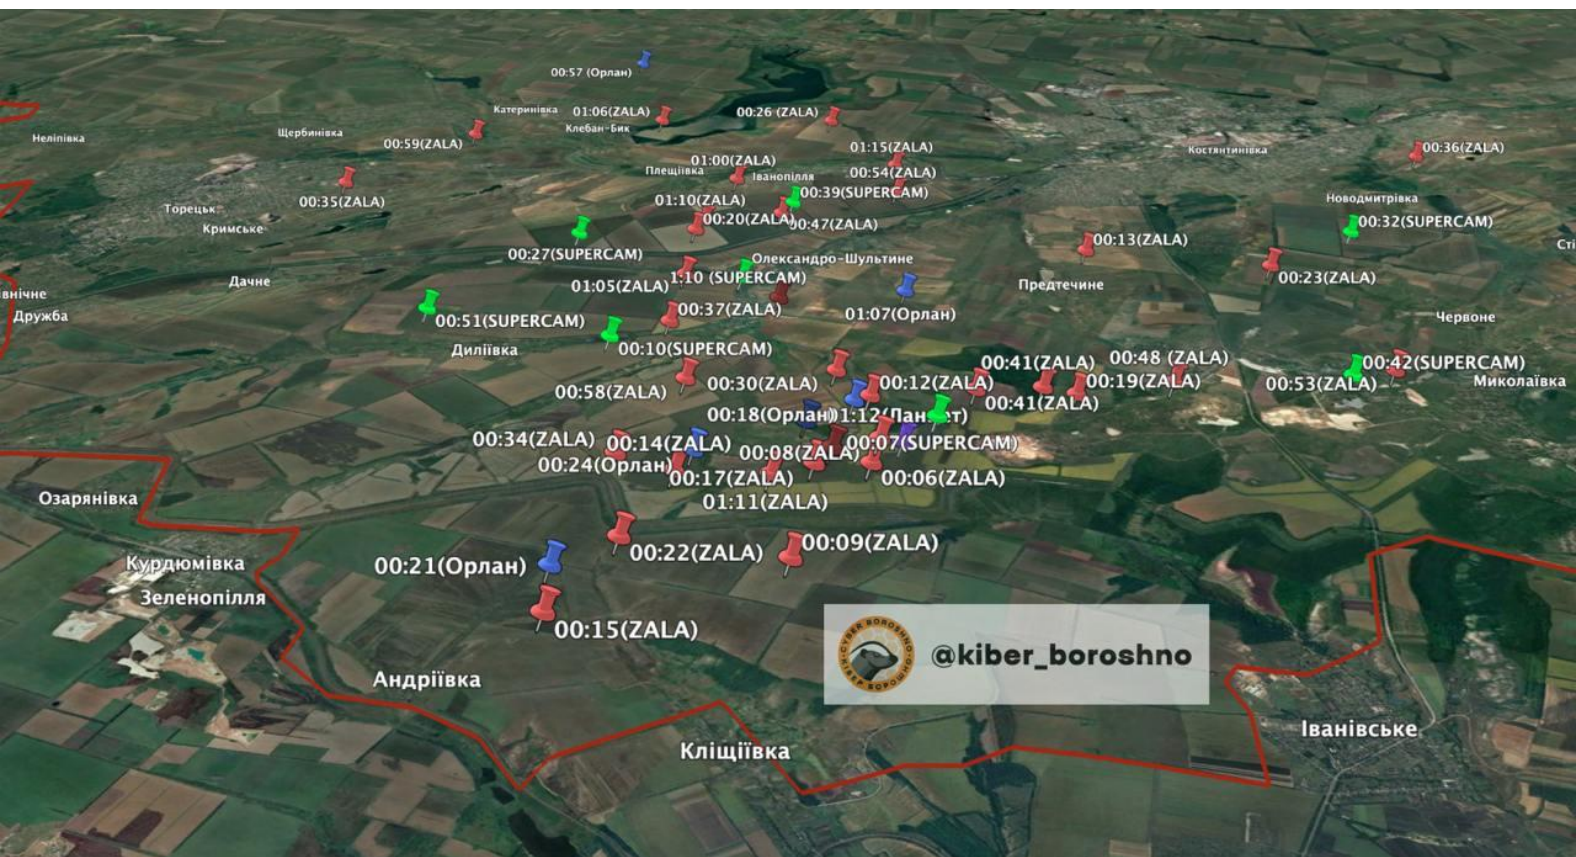 00:57 (Орлан)
Катеринівка
01:06(ZALA)
00:26 (ZALA)
Неліпівка
Щербинівка
Клебан-Бик
00:59(ZALA)
01:15(ZALA)
Костянтинівка
00:36(ZALA)
01:00(ZALA)
Плещіївка
Іванопілля
00:54(ZALA)
00:35(ZALA)
01:10(ZALA)
00:39(SUPERCAM)
Новодмитрівка
Торецьк
Кримське
00:20(ZALA)
00:47(ZALA)
00:32(SUPERCAM)
00:27(SUPERCAM)
00:13(ZALA)
Олександро-Шультине
Дачне
01:05(ZALA)
1:10 (SUPERCAM)
Предтечине
00:23(ZALA)
Дружба
00:51(SUPERCAM)
00:37(ZALA)
01:07(Орлан)
Червоне
Диліївка
00:10(SUPERCAM)
00:41(ZALA)
00:48 (ZALA)
00:42(SUPERCAM)
00:58(ZALA)
00:30(ZALA)
00:12(ZALA)
00:19(ZALA)
00:53(ZALA)
Миколаївка
00:41(ZALA)
00:18(Орлан)
00:34(ZALA)
00:14(ZALA)
00:08(ZALA)
00:07(SUPERCAM)
00:24(Орлан)
00:17(ZALA)
00:06(ZALA)
01:11(ZALA)
Озарянівка
00:22(ZALA)
00:09(ZALA)
Курдюмівка
00:21(Орлан)
Зеленопілля
00:15(ZALA)
CYBER BOROSHNO
КІБЕР БОРОШНО
@kiber_boroshno
Андріївка
Кліщіївка
Іванівське